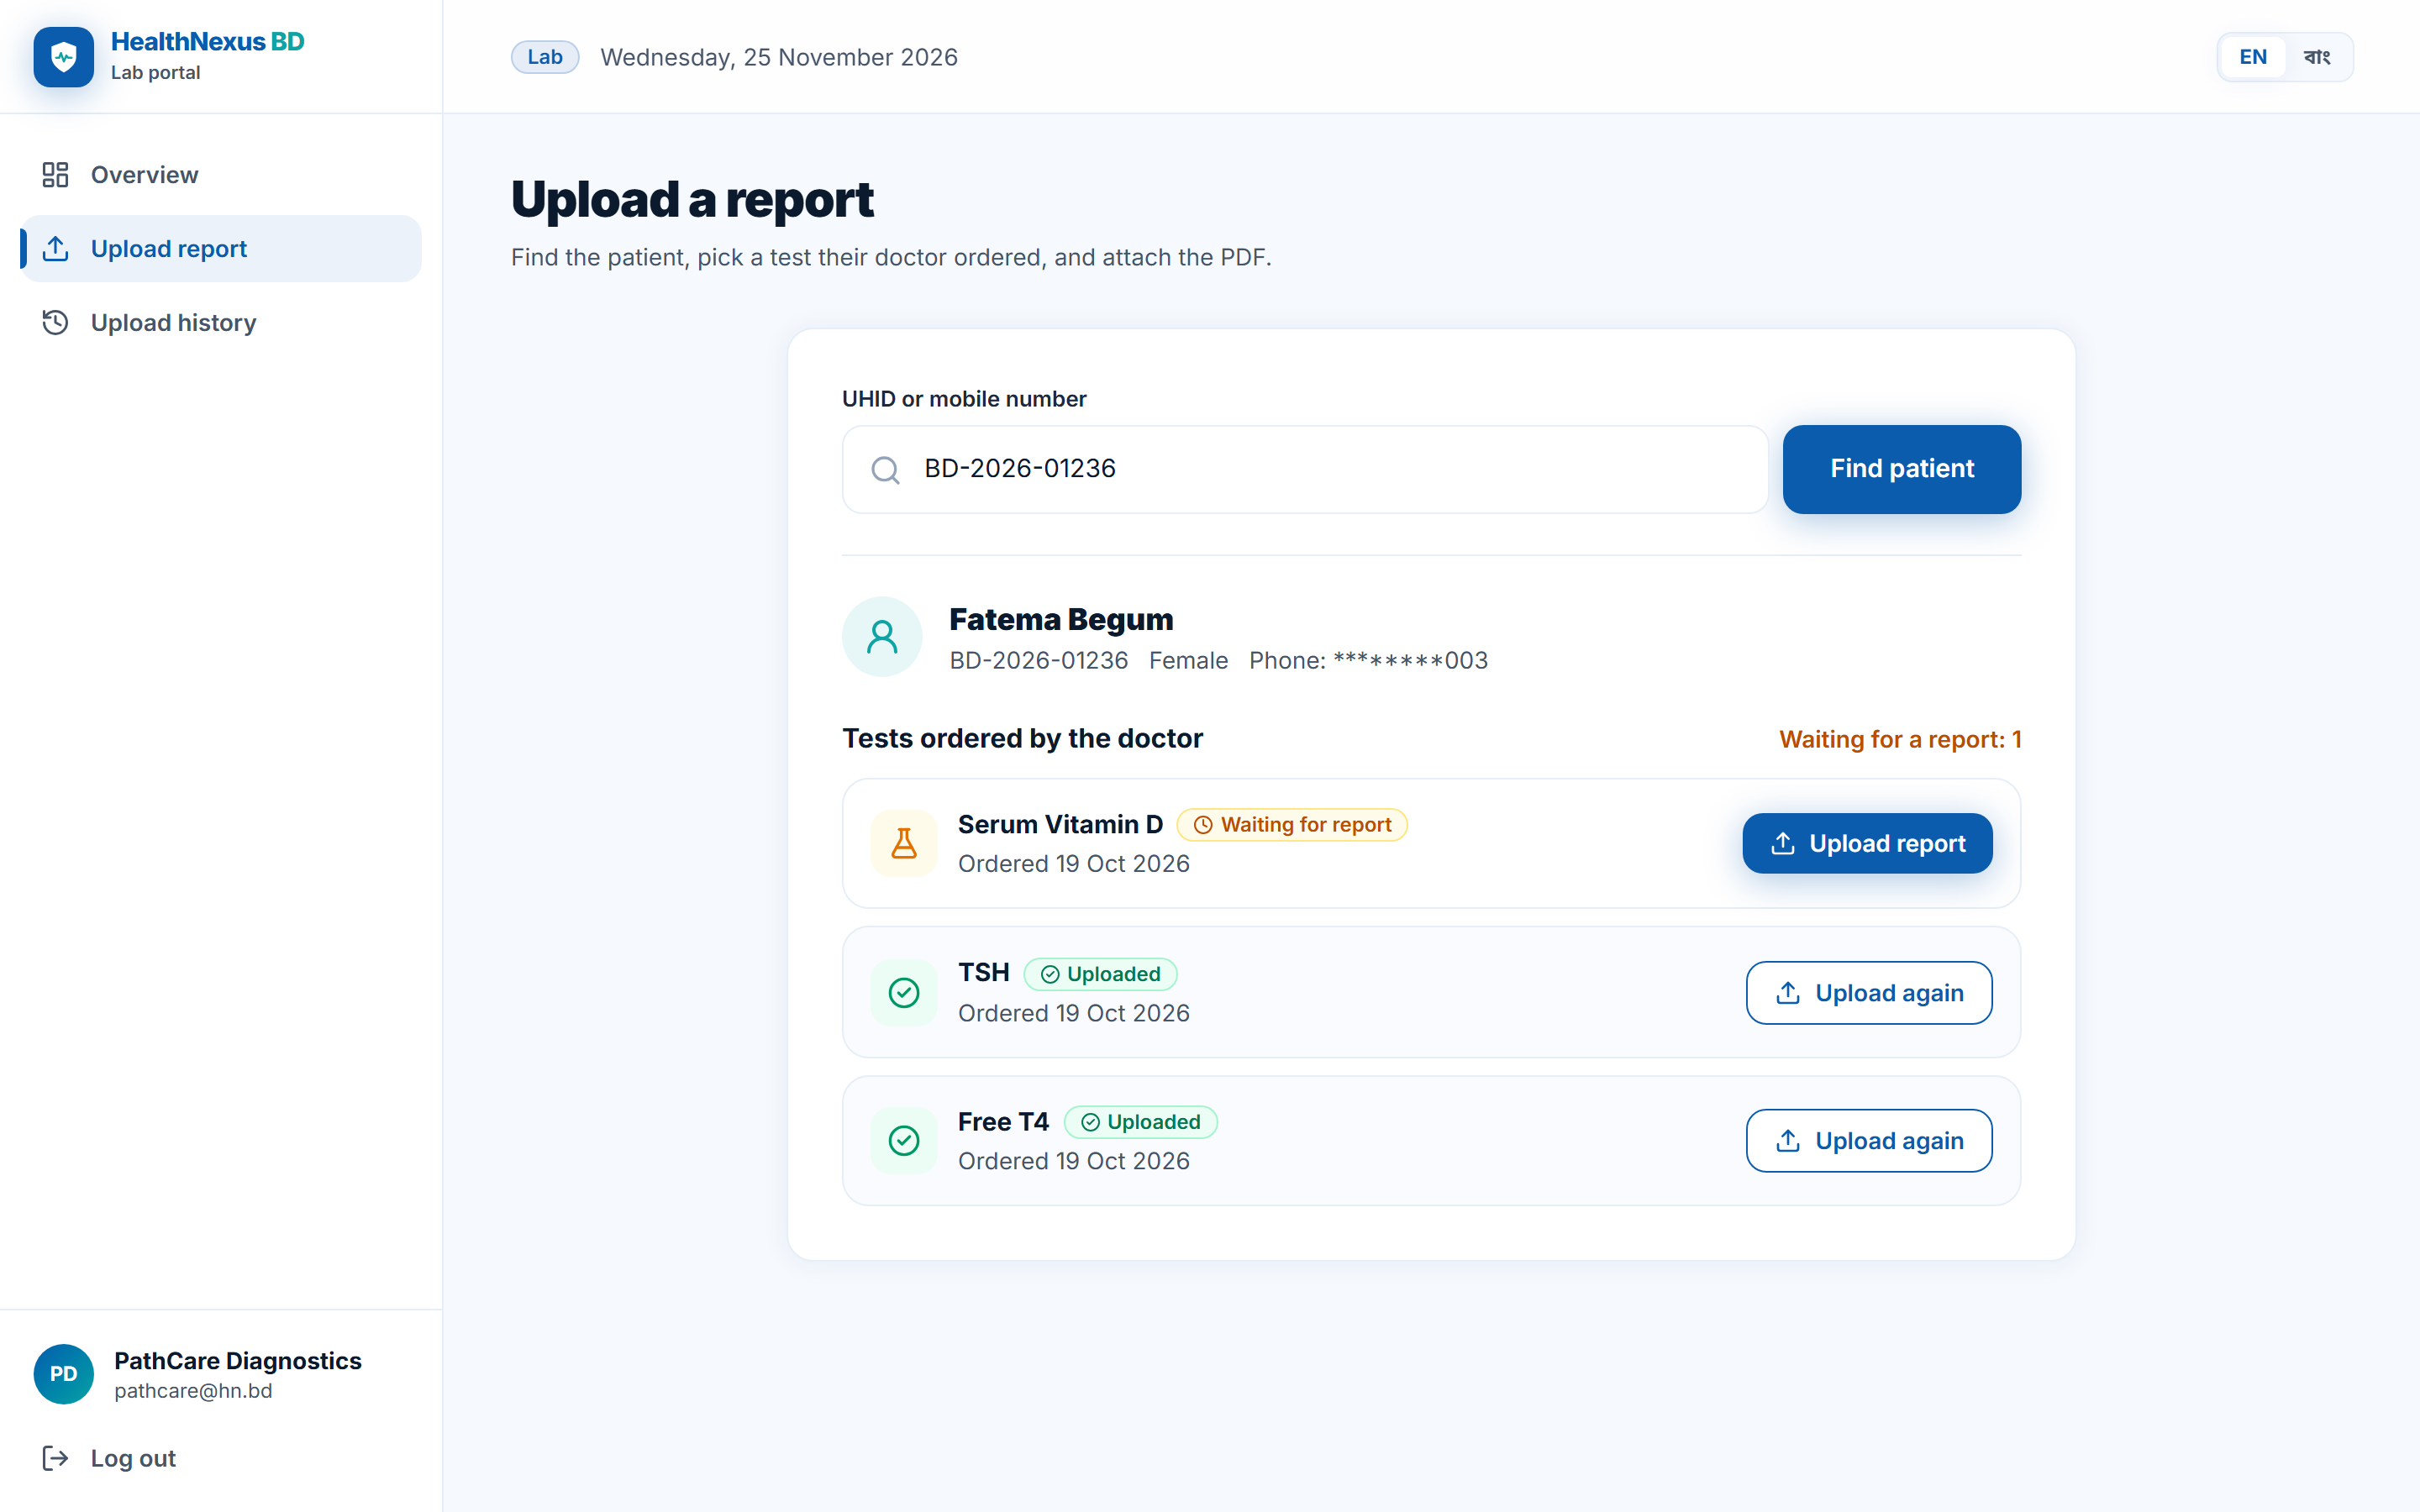 HealthNexus BD
Lab portal
Lab
Wednesday, 25 November 2026
EN
বাং
Overview
Upload report
Upload history
Upload a report
Find the patient, pick a test their doctor ordered, and attach the PDF.
UHID or mobile number
BD-2026-01236
Find patient
Fatema Begum
BD-2026-01236 Female Phone: ********003
Tests ordered by the doctor
Waiting for a report: 1
Serum Vitamin D
Waiting for report
Ordered 19 Oct 2026
Upload report
TSH
Uploaded
Ordered 19 Oct 2026
Upload again
Free T4
Uploaded
Ordered 19 Oct 2026
Upload again
PD
PathCare Diagnostics
pathcare@hn.bd
Log out